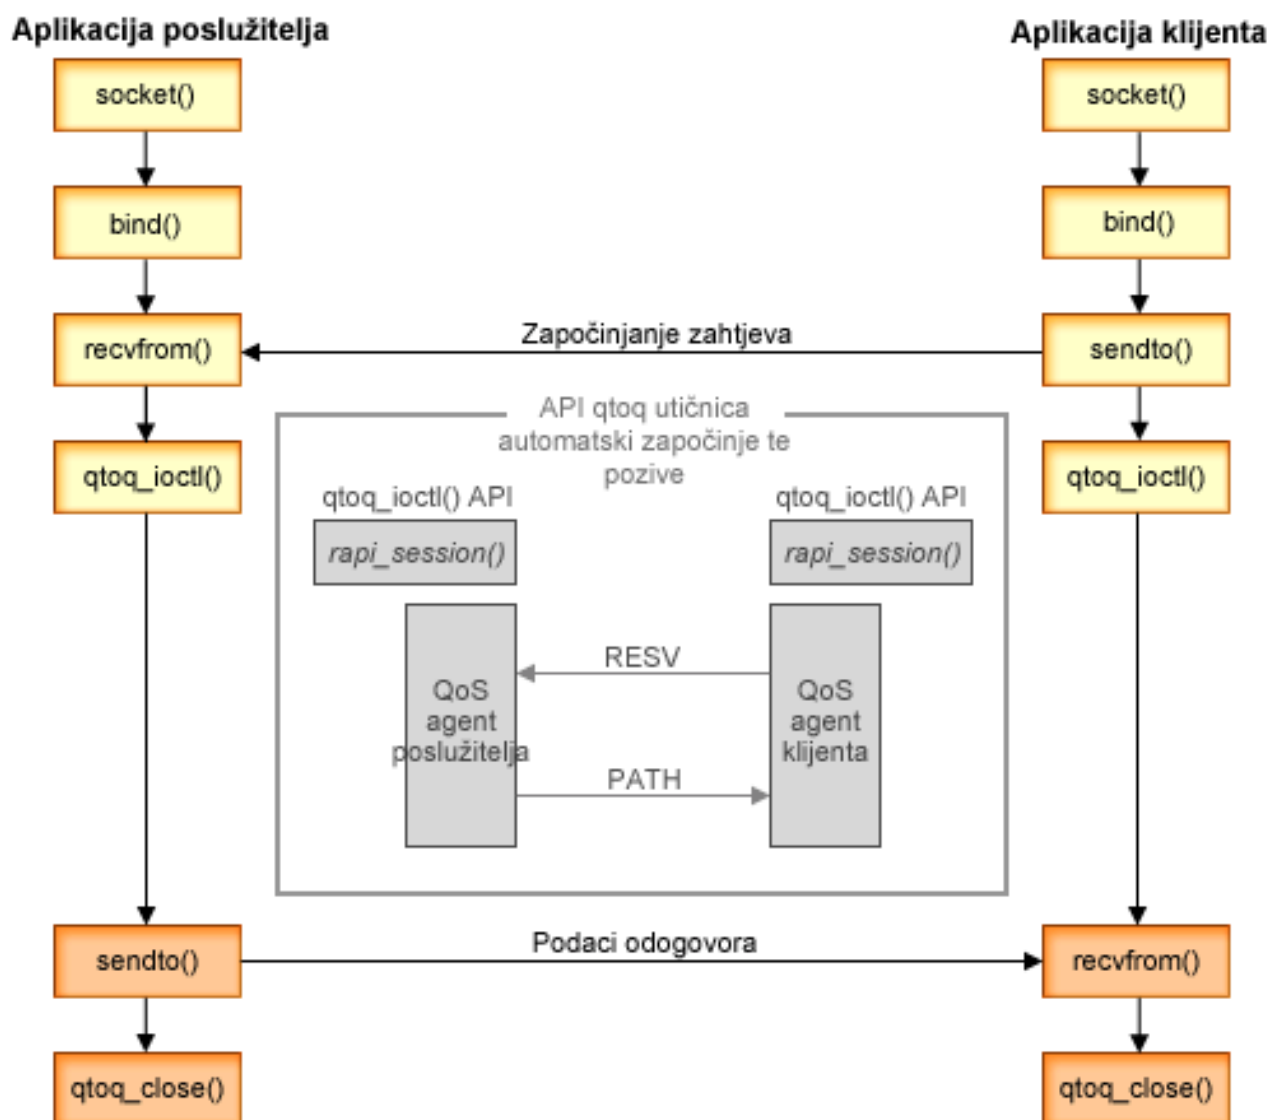 Aplikacija poslužitelja
Aplikacija klijenta
socket()
socket()
bind()
bind()
recvfrom()
Započinjanje zahtjeva
sendto()
qtoq_ioctl()
API qtoq utičnica
automatski započinje te
pozive
qtoq_ioctl()
qtoq_ioctl() API
qtoq_ioctl() API
rapi_session()
rapi_session()
RESV
QoS
agent
poslužitelja
QoS
agent
klijenta
PATH
sendto()
Podaci odogovora
recvfrom()
qtoq_close()
qtoq_close()